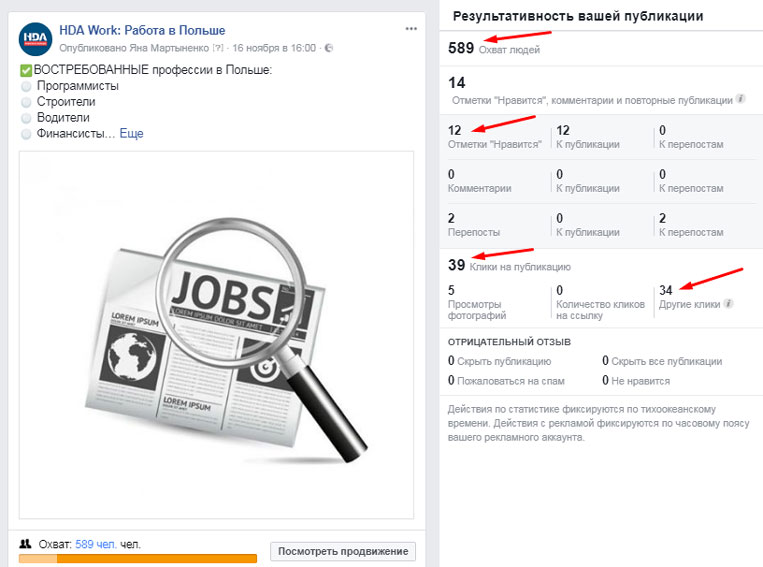 HDA Work: Работа в Польше
Опубликовано Яна Мартыненко [?] · 16 ноября в 16:00 ·
ВОСТРЕБОВАННЫЕ профессии в Польше:
Программисты
Строители
Водители
Финансисты... Еще
HDA
JOBS
LOREM IPSUM DOLOR SIT AMET
LOREM IPSUM
LOREM IPSUM
Охват: 589 чел. чел.
Посмотреть продвижение
Результативность вашей публикации
589 Охват людей
14
Отметки "Нравится", комментарии и повторные публикации
12 12 0
Отметки "Нравится" К публикации К перепостам
0 0 0
Комментарии К публикации К перепостам
2 0 2
Перепосты К публикации К перепостам
39 Клики на публикацию
5 0 34
Просмотры Количество кликов Другие клики
фотографий на ссылку
ОТРИЦАТЕЛЬНЫЙ ОТЗЫВ
0 Скрыть публикацию 0 Скрыть все публикации
0 Пожаловаться на спам 0 Не нравится
Действия по статистике фиксируются по тихоокеанскому
времени. Действия с рекламой фиксируются по часовому поясу
вашего рекламного аккаунта.